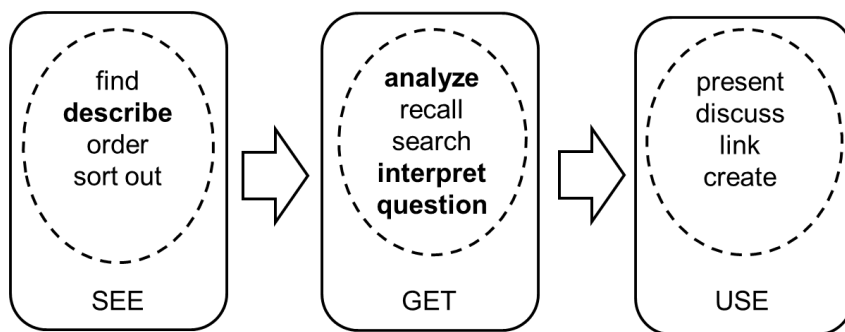 find
describe
order
sort out
SEE
analyze
recall
search
interpret
question
GET
present
discuss
link
create
USE